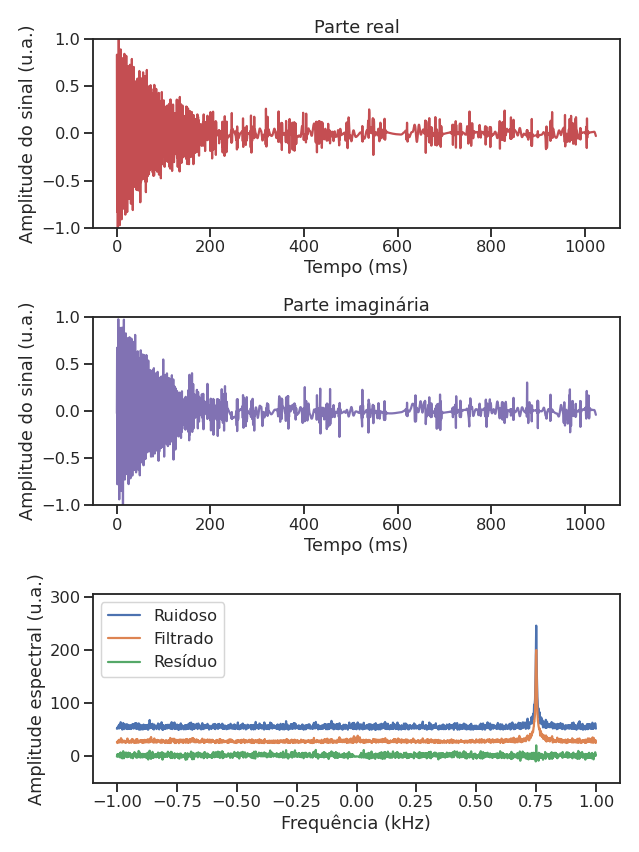 Parte real
Amplitude do sinal (u.a.)
1.0
0.5
0.0
−0.5
−1.0
0 200 400 600 800 1000
Tempo (ms)
Parte imaginária
Amplitude do sinal (u.a.)
1.0
0.5
0.0
−0.5
−1.0
0 200 400 600 800 1000
Tempo (ms)
Amplitude espectral (u.a.)
300
200
100
0
Ruidoso
Filtrado
Resíduo
−1.00 −0.75 −0.50 −0.25 0.00 0.25 0.50 0.75 1.00
Frequência (kHz)